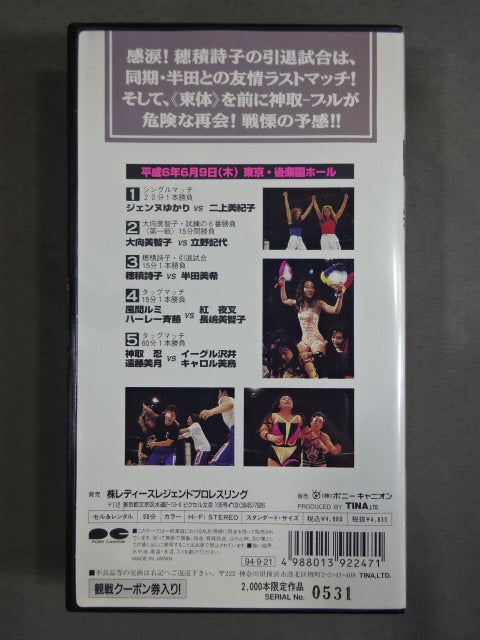 感涙!穂積詩子の引退試合は、
同期・半田との友情ラストマッチ!
そして、《東体》を前に神取-ブルが
危険な再会!戦慄の予感!!
平成6年6月9日(木) 東京・後楽園ホール
1 シングルマッチ
20分1本勝負
ジェンヌゆかり vs 二上美紀子
2 大向美智子・試練の6番勝負
(第一戦) 15分間勝負
大向美智子 vs 立野記代
3 穂積詩子・引退試合
15分1本勝負
穂積詩子 vs 半田美希
4 タッグマッチ
15分1本勝負
風間ルミ 紅 夜叉
vs
ハーレー斉藤 長嶋美智子
5 タッグマッチ
60分1本勝負
神取 忍 イーグル沢井
vs
遠藤美月 キャロル美鳥
発売 ㈱レディースレジェンドプロレスリング
販売 (株)ポニーキャニオン
PRODUCED BY TINA LTD.
セル&レンタル 90分 カラー Hi-Fi STEREO スタンダード・サイズ 税込¥4,980 税抜¥4,835
PONY CANYON
MADE IN JAPAN
94・9・21
4 988013 922471
観戦クーポン券入り!
2,000本限定作品
SERIAL No. 0531